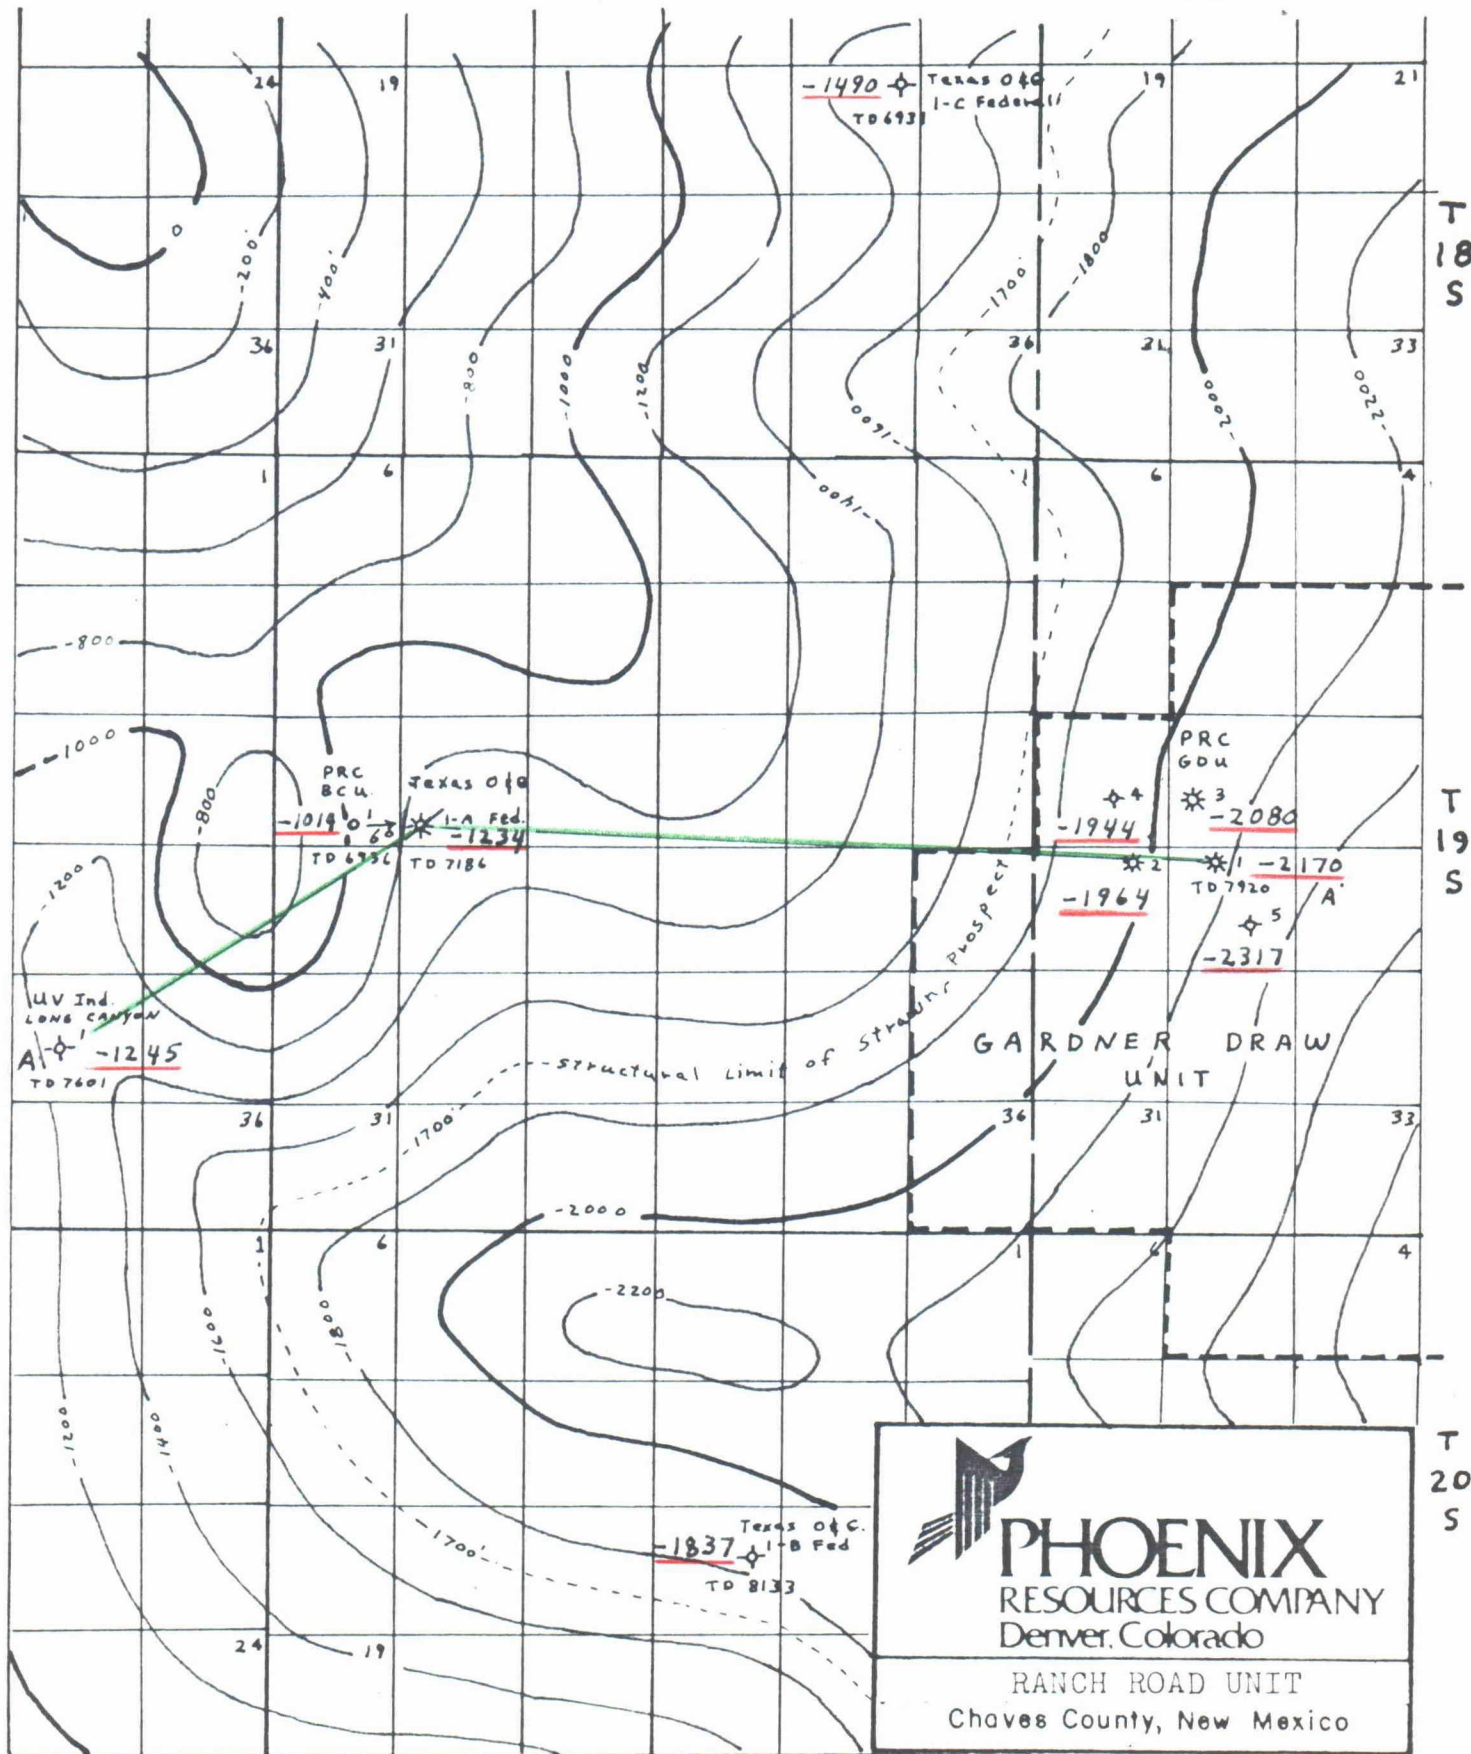 24
19
-1490
Texas O&G
1-C Federal
TD 6931
19
21
T
18
S
0
-200'
-400'
-1700'
-1800
36
31
36
31
33
-800
-1000
-1200
-1600
-2000
-2200
1
6
-1400
1
6
4
-800
-1000
PRC
BCU
Texas O&G
PRC
GDU
-800
-1014
1
60
TD 6956
1-A Fed.
-1234
TD 7186
4
-1944
3
-2080
T
19
S
-1200
2
-1964
1
-2170
TD 7920
A'
5
-2317
UV Ind.
LONG CANYON
1
A
-1245
TD 7601
structural Limit of Strawn Prospect
GARDNER DRAW
UNIT
36
31
-1700'
36
31
33
-2000
1
6
1
6
4
-2200
-1200
-1400
-1600
-1800
-1700'
-1837
Texas O&G.
1-B Fed
TD 8133
24
19
T
20
S
PHOENIX
RESOURCES COMPANY
Denver, Colorado
RANCH ROAD UNIT
Chaves County, New Mexico